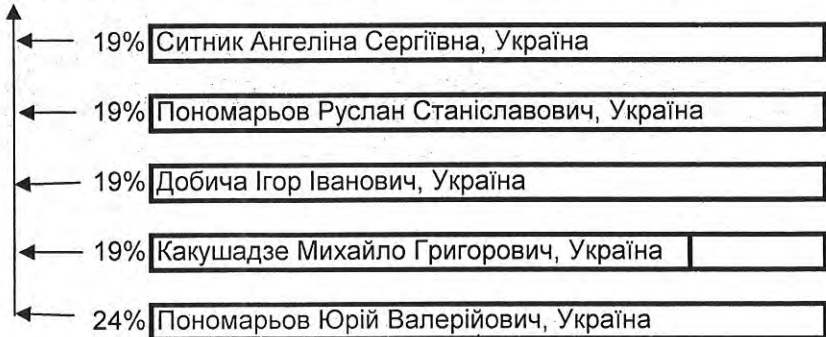 19% Ситник Ангеліна Сергіївна, Україна
19% Пономарьов Руслан Станіславович, Україна
19% Добича Ігор Іванович, Україна
19% Какушадзе Михайло Григорович, Україна
24% Пономарьов Юрій Валерійович, Україна